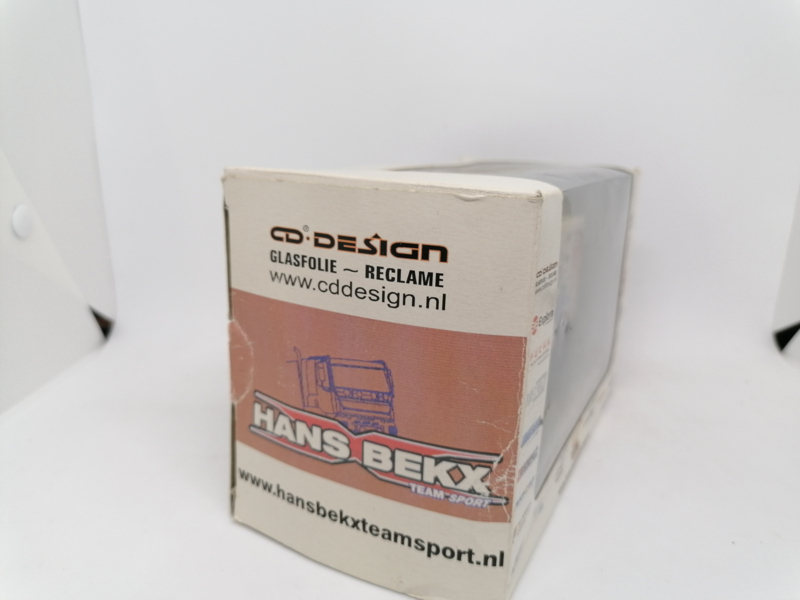 CD®·DESIGN
GLASFOLIE ~ RECLAME
www.cddesign.nl
HANS BEKX
TEAM SPORT
www.hansbekxteamsport.nl